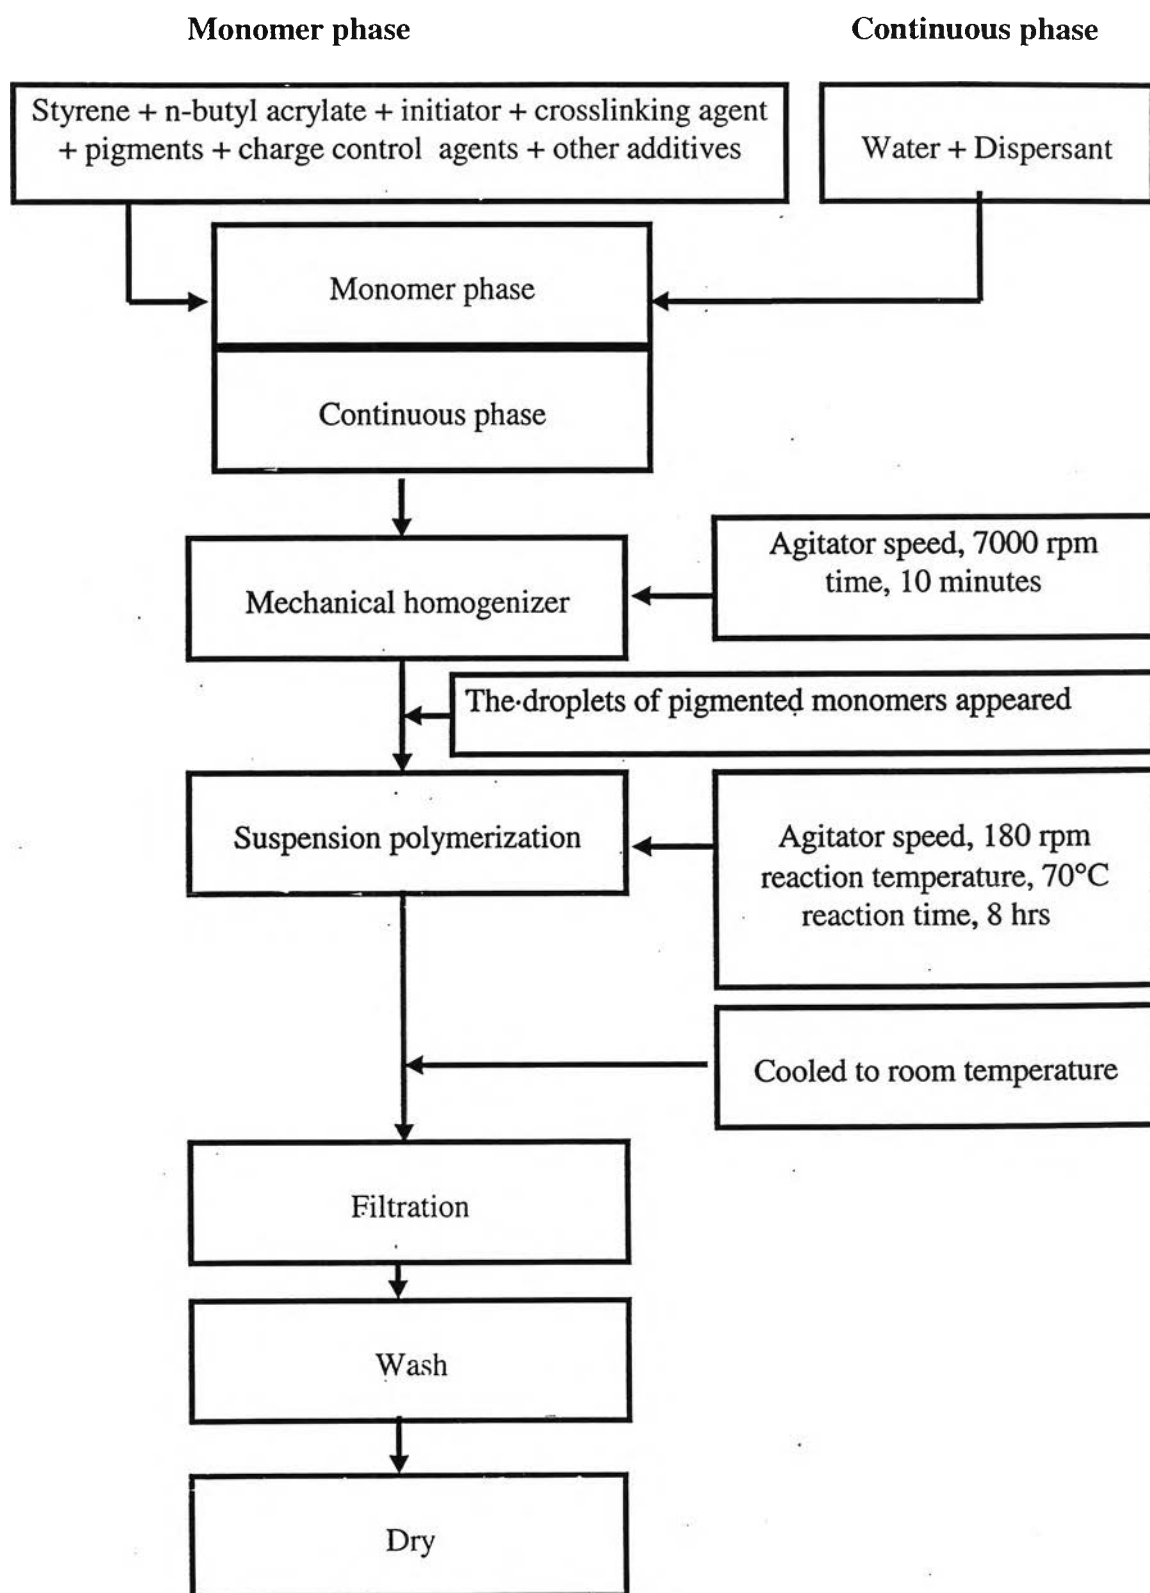 Monomer phase
Continuous phase
Styrene + n-butyl acrylate + initiator + crosslinking agent
+ pigments + charge control agents + other additives
Water + Dispersant
Monomer phase
Continuous phase
Agitator speed, 7000 rpm
time, 10 minutes
Mechanical homogenizer
The droplets of pigmented monomers appeared
Suspension polymerization
Agitator speed, 180 rpm
reaction temperature, 70°C
reaction time, 8 hrs
Cooled to room temperature
Filtration
Wash
Dry